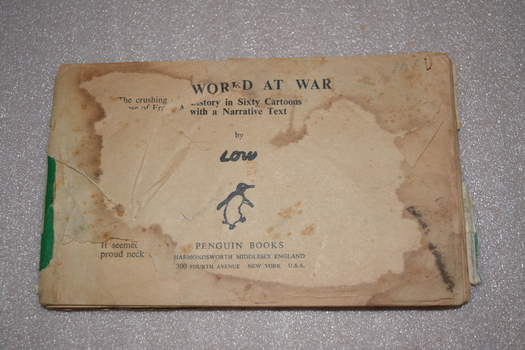 WORLD AT WAR
The crushing
A History in Sixty Cartoons
with a Narrative Text
by
LOW
It seemed
proud neck
PENGUIN BOOKS
HARMONDSWORTH MIDDLESEX ENGLAND
300 FOURTH AVENUE NEW YORK U.S.A.